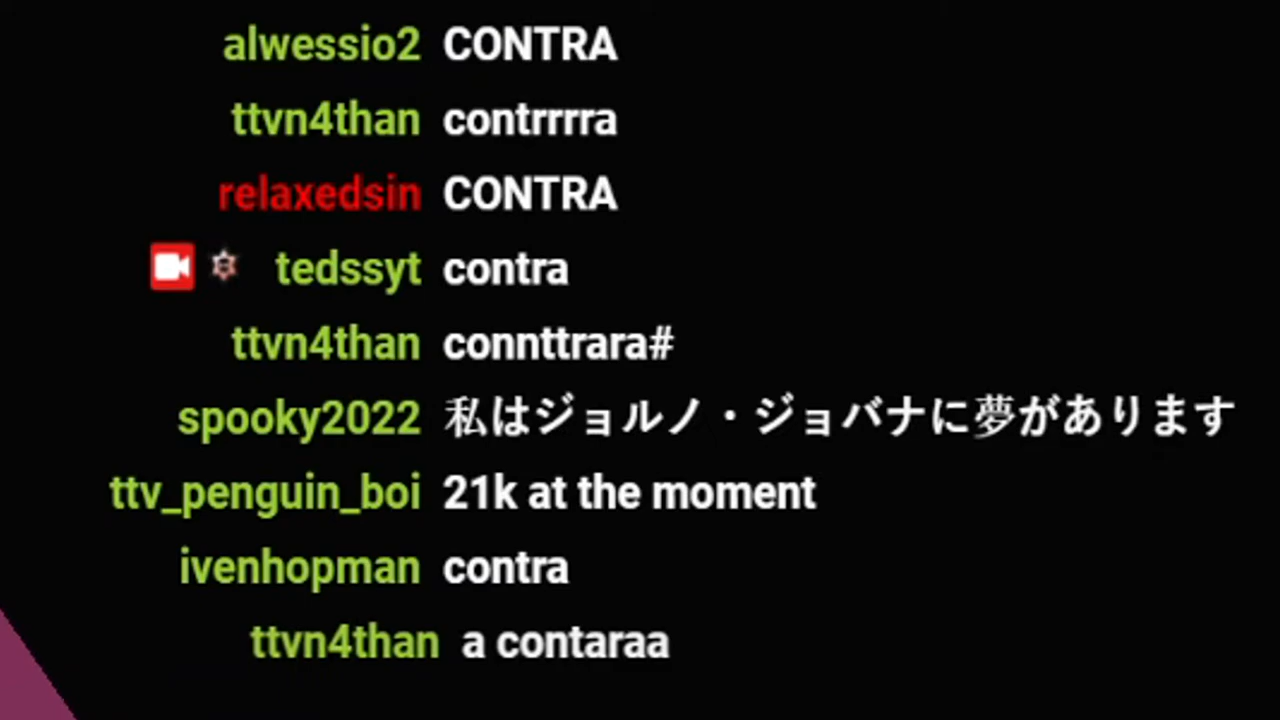 alwessio2 CONTRA
ttvn4than contrrrra
relaxedsin CONTRA
tedssyt contra
ttvn4than connttrara#
spooky2022 私はジョルノ・ジョバナに夢があります
ttv_penguin_boi 21k at the moment
ivenhopman contra
ttvn4than a contaraa